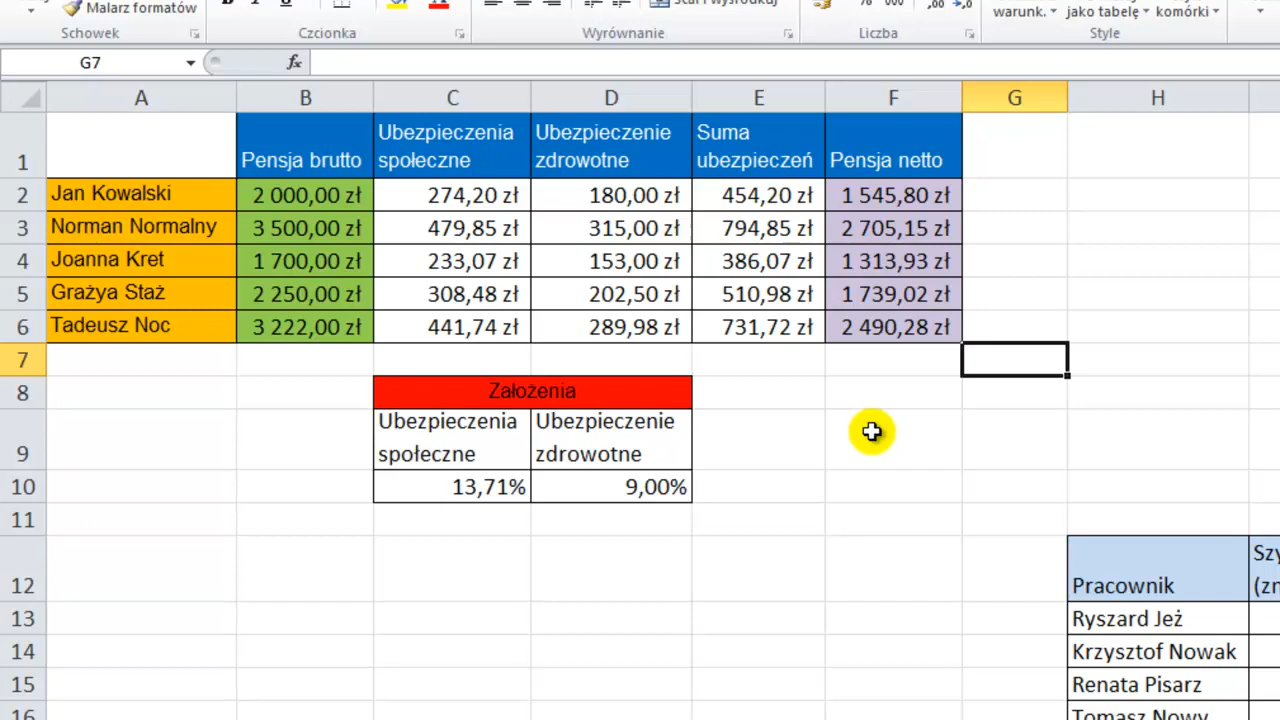 Malarz formatów
B I U
% 000
warunk. jako tabelę komórki
Schowek Czcionka Wyrównanie Liczba Style
G7 fx
A B C D E F G H
1 Pensja brutto Ubezpieczenia społeczne Ubezpieczenie zdrowotne Suma ubezpieczeń Pensja netto
2 Jan Kowalski 2 000,00 zł 274,20 zł 180,00 zł 454,20 zł 1 545,80 zł
3 Norman Normalny 3 500,00 zł 479,85 zł 315,00 zł 794,85 zł 2 705,15 zł
4 Joanna Kret 1 700,00 zł 233,07 zł 153,00 zł 386,07 zł 1 313,93 zł
5 Grażya Staż 2 250,00 zł 308,48 zł 202,50 zł 510,98 zł 1 739,02 zł
6 Tadeusz Noc 3 222,00 zł 441,74 zł 289,98 zł 731,72 zł 2 490,28 zł
7
8 Założenia
9 Ubezpieczenia społeczne Ubezpieczenie zdrowotne
10 13,71% 9,00%
11
12 Pracownik
13 Ryszard Jeż
14 Krzysztof Nowak
15 Renata Pisarz
16 Tomasz Nowy